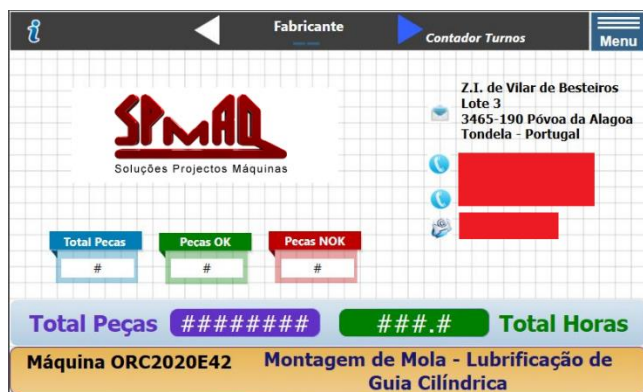 Fabricante
Contador Turnos
Menu
SPMAQ
Soluções Projectos Máquinas
Z.I. de Vilar de Besteiros
Lote 3
3465-190 Póvoa da Alagoa
Tondela - Portugal
Total Pecas
#
Pecas OK
#
Pecas NOK
#
Total Peças ########
###.# Total Horas
Máquina ORC2020E42
Montagem de Mola - Lubrificação de
Guia Cilíndrica